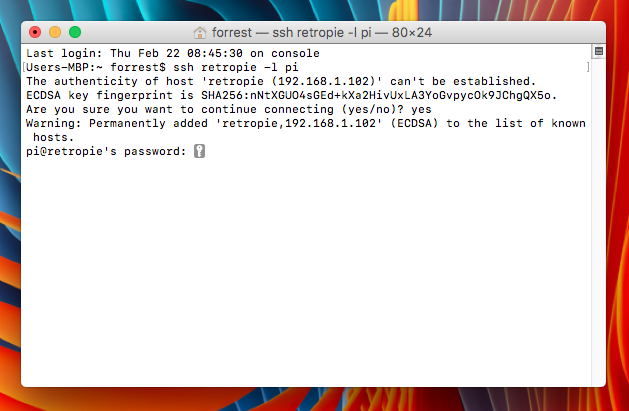 forrest — ssh retropie -l pi — 80×24
Last login: Thu Feb 22 08:45:30 on console
[Users-MBP:~ forrest$ ssh retropie -l pi ]
The authenticity of host 'retropie (192.168.1.102)' can't be established.
ECDSA key fingerprint is SHA256:nNtXGUO4sGEd+kXa2HivUxLA3YoGvpycOk9JChgQX5o.
Are you sure you want to continue connecting (yes/no)? yes
Warning: Permanently added 'retropie,192.168.1.102' (ECDSA) to the list of known
 hosts.
pi@retropie's password: